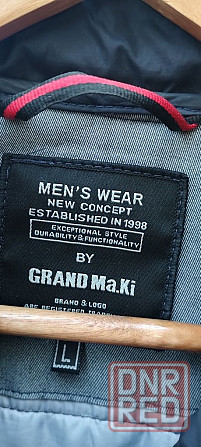 MEN'S WEAR
NEW CONCEPT
ESTABLISHED IN 1998
EXCEPTIONAL STYLE
DURABILITY & FUNCTIONALITY
BY
GRAND Ma.Ki
BRAND & LOGO
ARE REGISTERED
L
DNR
RED